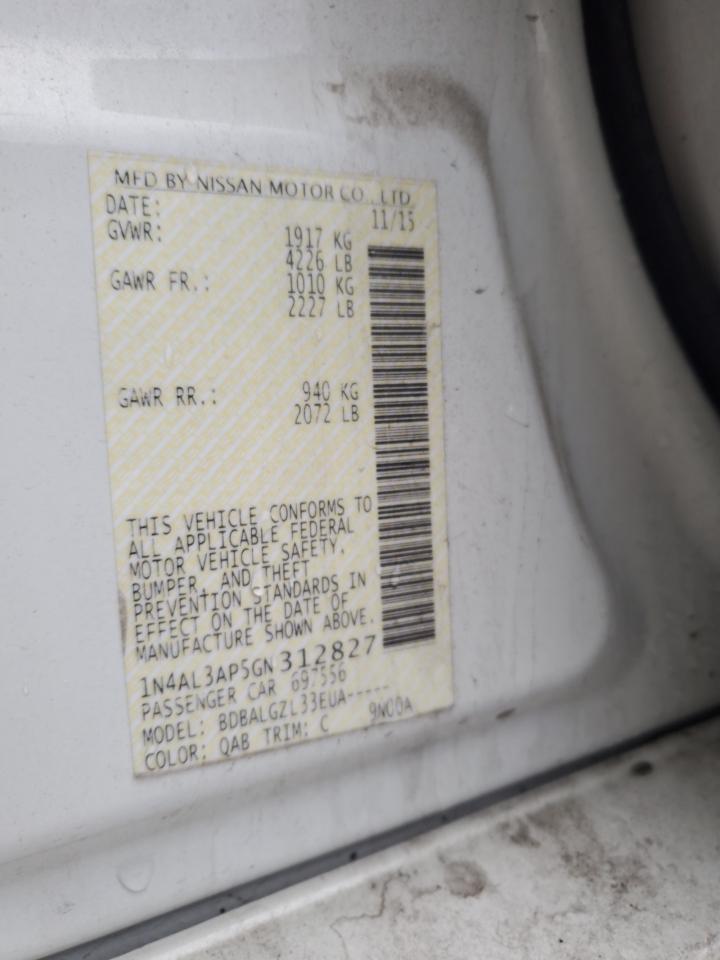 MFD BY NISSAN MOTOR CO., LTD.
DATE: 11/15
GVWR: 1917 KG
4226 LB
GAWR FR.: 1010 KG
2227 LB
GAWR RR.: 940 KG
2072 LB
THIS VEHICLE CONFORMS TO
ALL APPLICABLE FEDERAL
MOTOR VEHICLE SAFETY,
BUMPER, AND THEFT
PREVENTION STANDARDS IN
EFFECT ON THE DATE OF
MANUFACTURE SHOWN ABOVE.
1N4AL3AP5GN312827
PASSENGER CAR 697556
MODEL: BDBALGZL33EUA-----
COLOR: QAB TRIM: C 9N00A